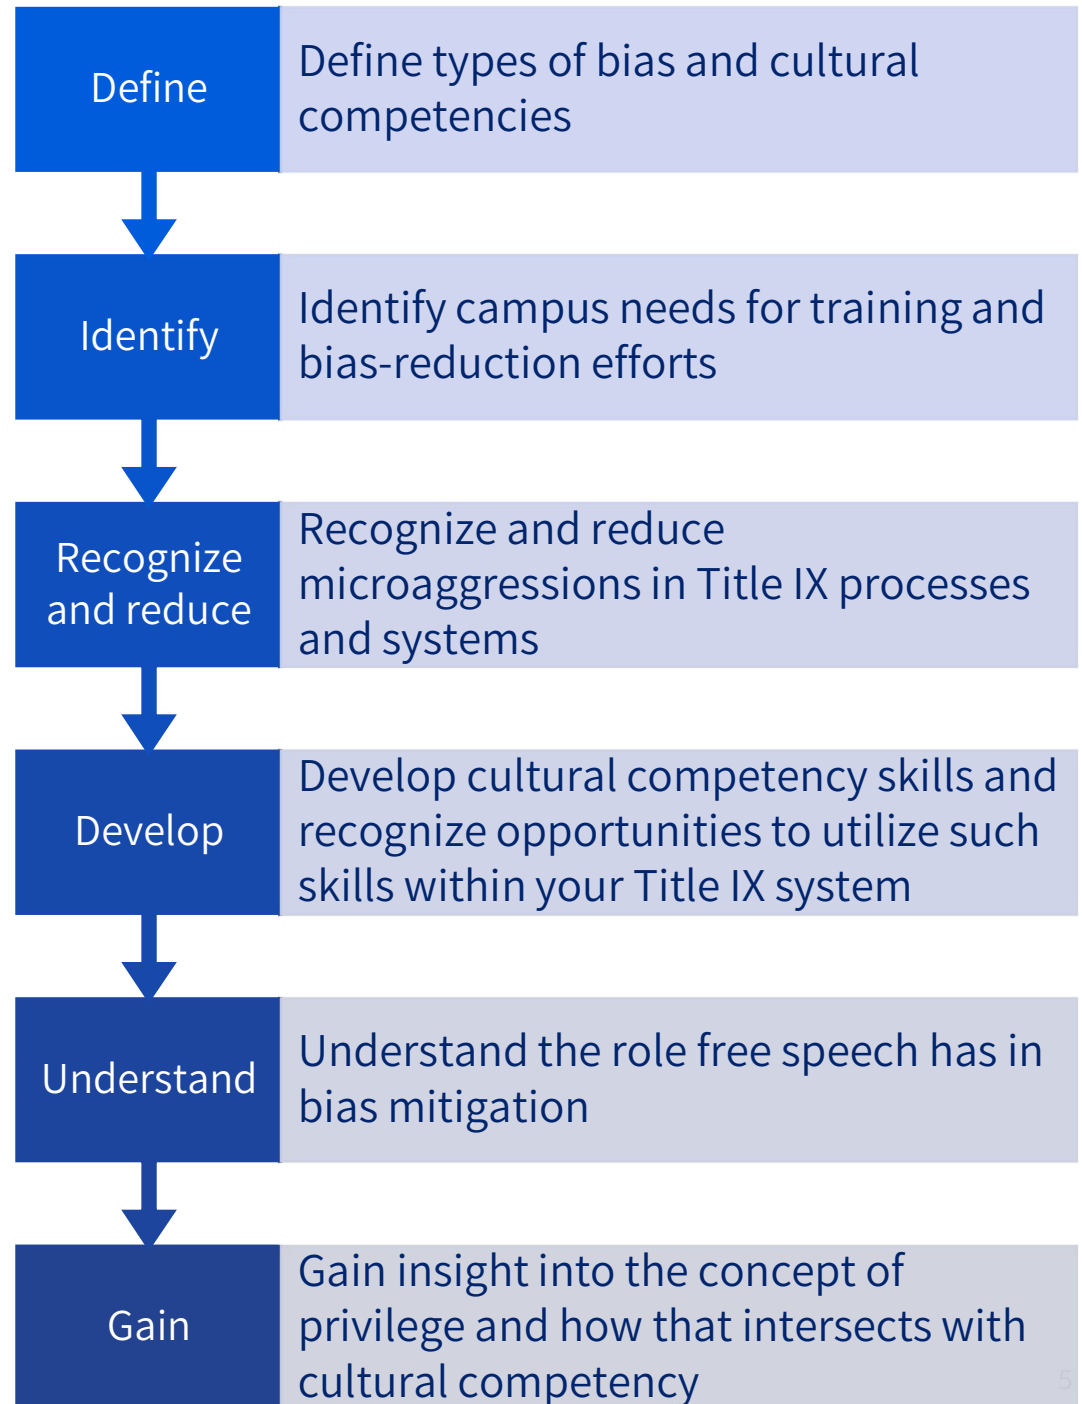 Define
Define types of bias and cultural
competencies
Identify
Identify campus needs for training and
bias-reduction efforts
Recognize
and reduce
Recognize and reduce
microaggressions in Title IX processes
and systems
Develop
Develop cultural competency skills and
recognize opportunities to utilize such
skills within your Title IX system
Understand
Understand the role free speech has in
bias mitigation
Gain
Gain insight into the concept of
privilege and how that intersects with
cultural competency
5